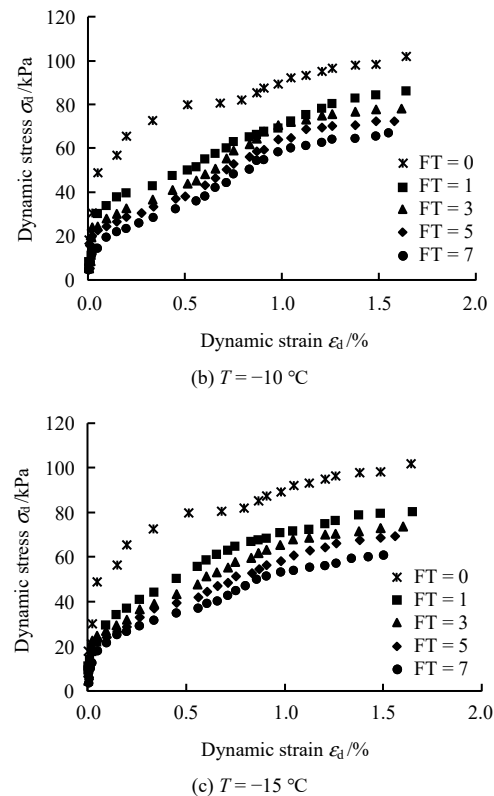 120
100
80
60
40
20
0
Dynamic stress σd/kPa
FT = 0
FT = 1
FT = 3
FT = 5
FT = 7
0.0 0.5 1.0 1.5 2.0
Dynamic strain εd/%
(b) T = −10 °C
120
100
80
60
40
20
0
Dynamic stress σd/kPa
FT = 0
FT = 1
FT = 3
FT = 5
FT = 7
0.0 0.5 1.0 1.5 2.0
Dynamic strain εd/%
(c) T = −15 °C